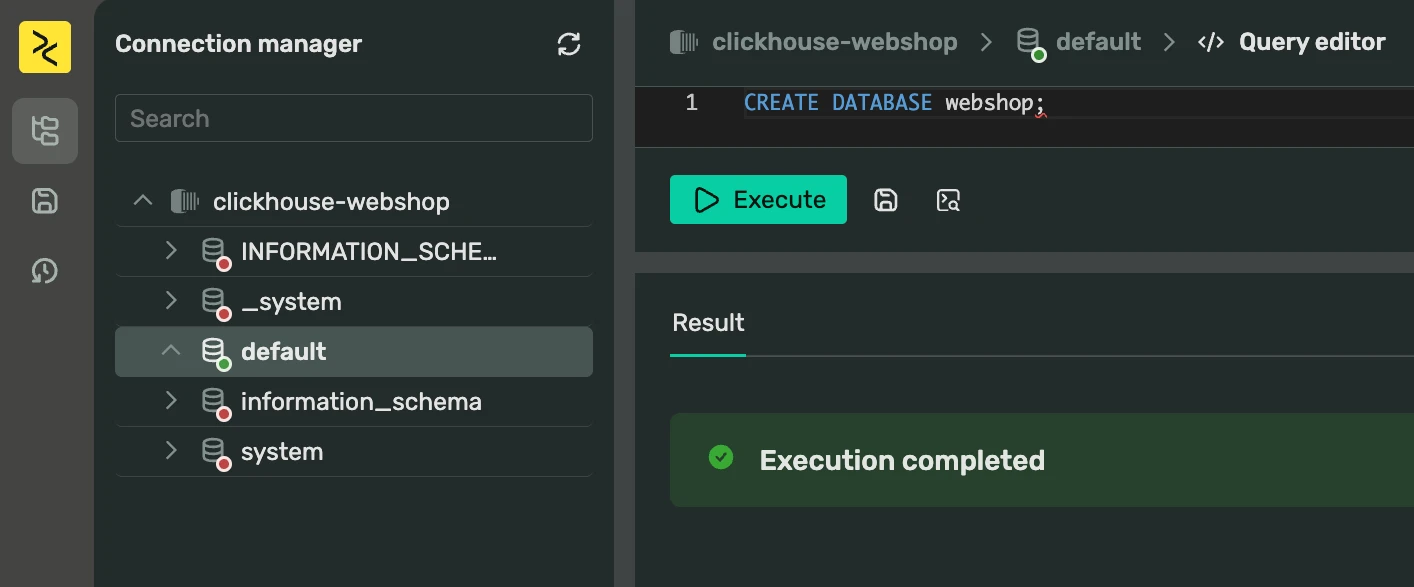 Connection manager
Search
clickhouse-webshop
INFORMATION_SCHE...
_system
default
information_schema
system
clickhouse-webshop > default > </> Query editor
1 CREATE DATABASE webshop;
Execute
Result
Execution completed